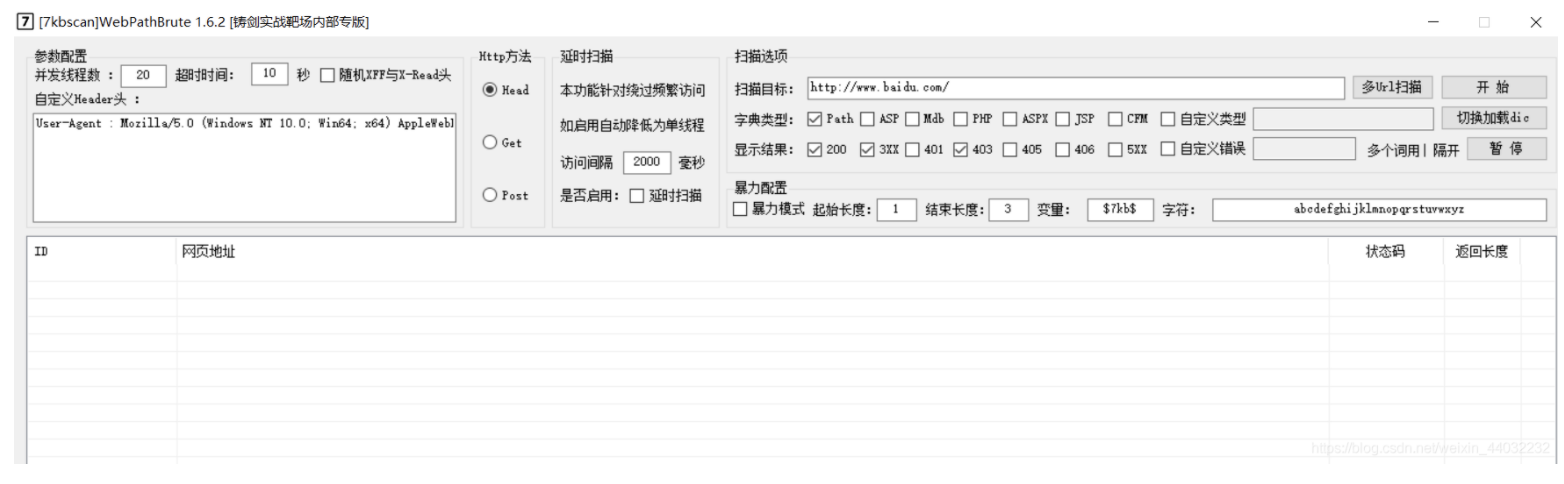 7 [7kbscan]WebPathBrute 1.6.2 [铸剑实战靶场内部专版]
参数配置
并发线程数 ： 20 超时时间： 10 秒 随机XFF与X-Read头
自定义Header头 ：
User-Agent : Mozilla/5.0 (Windows NT 10.0; Win64; x64) AppleWebK
Http方法
Head
Get
Post
延时扫描
本功能针对绕过频繁访问
如启用自动降低为单线程
访问间隔 2000 毫秒
是否启用： 延时扫描
扫描选项
扫描目标： http://www.baidu.com/ 多Url扫描 开 始
字典类型： Path ASP Mdb PHP ASPX JSP CFM 自定义类型 切换加载dic
显示结果： 200 3XX 401 403 405 406 5XX 自定义错误 多个词用| 隔开 暂 停
暴力配置
暴力模式 起始长度： 1 结束长度： 3 变量： $7kb$ 字符： abcdefghijklmnopqrstuvwxyz
ID 网页地址 状态码 返回长度
https://blog.csdn.net/weixin_44032232